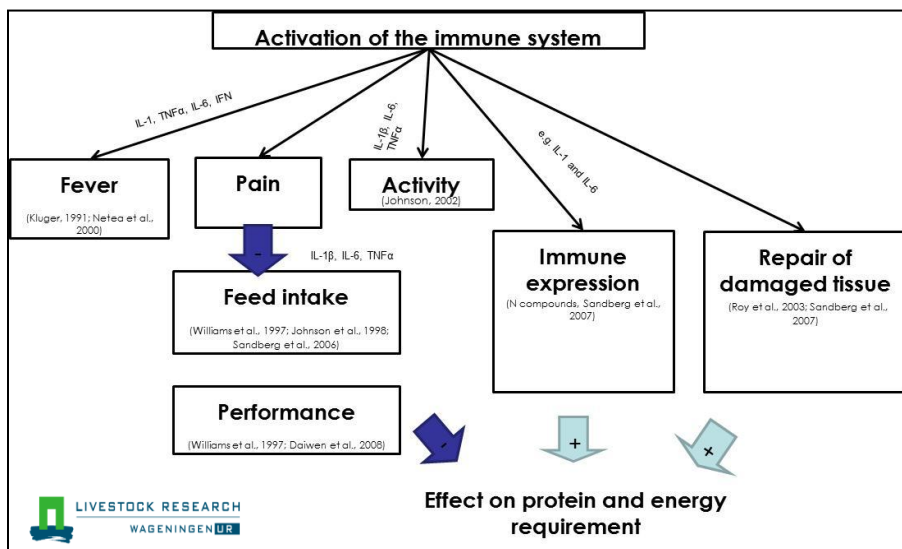 Activation of the immune system
IL-1, TNFα, IL-6, IFN
IL-1β, IL-6,
TNFα
e.g. IL-1 and IL-6
Fever
(Kluger, 1991; Netea et al.,
2000)
Pain
Activity
(Johnson, 2002)
-
IL-1β, IL-6, TNFα
Feed intake
(Williams et al., 1997; Johnson et al., 1998;
Sandberg et al., 2006)
Immune
expression
(N compounds, Sandberg et al.,
2007)
Repair of
damaged tissue
(Roy et al., 2003; Sandberg et al.,
2007)
Performance
(Williams et al., 1997; Daiwen et al., 2008)
-
+
+
Effect on protein and energy
requirement
LIVESTOCK RESEARCH
WAGENINGEN UR